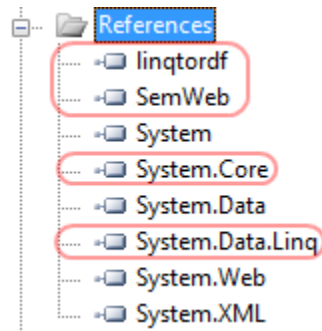 References
linqtordf
SemWeb
System
System.Core
System.Data
System.Data.Linq
System.Web
System.XML